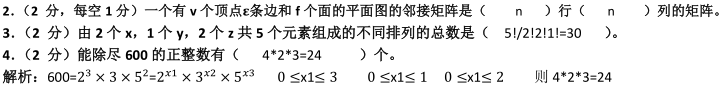 2.（2 分，每空 1 分）一个有 v 个顶点ε条边和 f 个面的平面图的邻接矩阵是（ n ）行（ n ）列的矩阵。
3.（2 分）由 2 个 x，1 个 y，2 个 z 共 5 个元素组成的不同排列的总数是（ 5!/2!2!1!=30 ）。
4.（2 分）能除尽 600 的正整数有（ 4*2*3=24 ）个。
解析：600=2³ × 3 × 5²=2^{x1} × 3^{x2} × 5^{x3} 0 ≤x1≤ 3 0 ≤x1≤ 1 0 ≤x1≤ 2 则 4*2*3=24